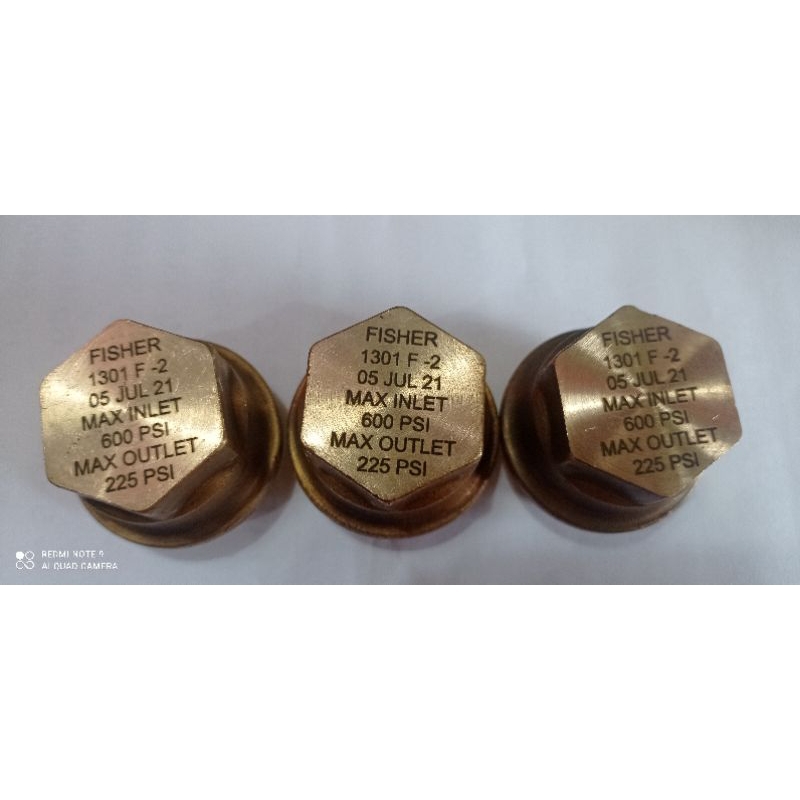 FISHER
1301 F -2
05 JUL 21
MAX INLET
600 PSI
MAX OUTLET
225 PSI
FISHER
1301 F -2
05 JUL 21
MAX INLET
600 PSI
MAX OUTLET
225 PSI
FISHER
1301 F -2
05 JUL 21
MAX INLET
600 PSI
MAX OUTLET
225 PSI
REDMI NOTE 9
AI QUAD CAMERA